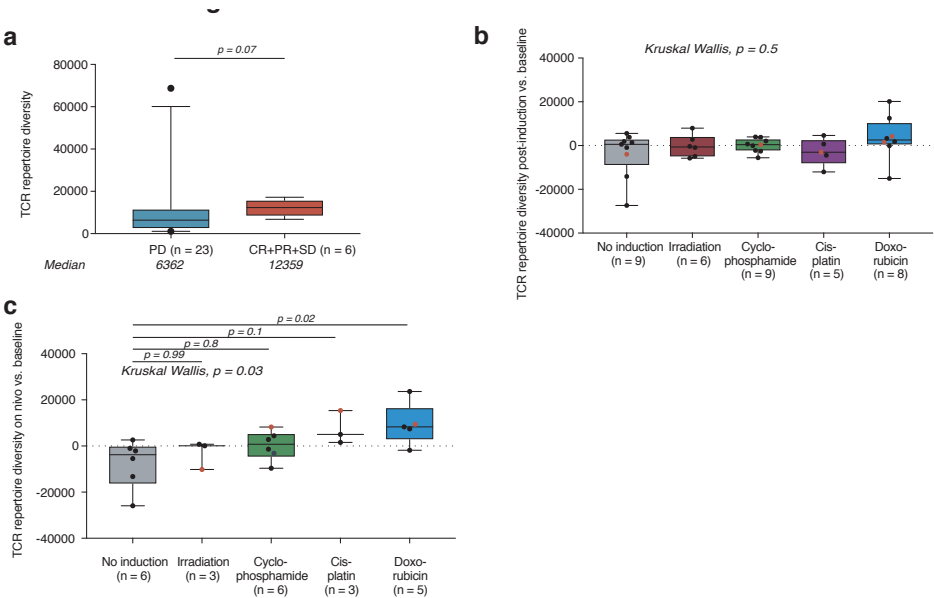 a
p = 0.07
TCR repertoire diversity
80000
60000
40000
20000
0
PD (n = 23)
CR+PR+SD (n = 6)
Median
6362
12359
b
Kruskal Wallis, p = 0.5
TCR repertoire diversity post-induction vs. baseline
40000
20000
0
-20000
-40000
No induction
(n = 9)
Irradiation
(n = 6)
Cyclo-
phosphamide
(n = 9)
Cis-
platin
(n = 5)
Doxo-
rubicin
(n = 8)
c
p = 0.02
p = 0.1
p = 0.8
p = 0.99
Kruskal Wallis, p = 0.03
TCR repertoire diversity on nivo vs. baseline
40000
20000
0
-20000
-40000
No induction
(n = 6)
Irradiation
(n = 3)
Cyclo-
phosphamide
(n = 6)
Cis-
platin
(n = 3)
Doxo-
rubicin
(n = 5)